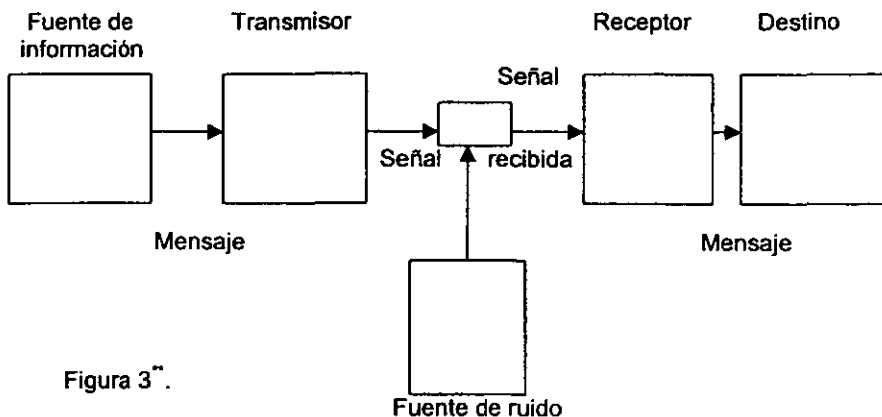 Fuente de
información
Transmisor
Receptor
Destino
Señal
Señal
recibida
Mensaje
Mensaje
Figura 3**.
Fuente de ruido